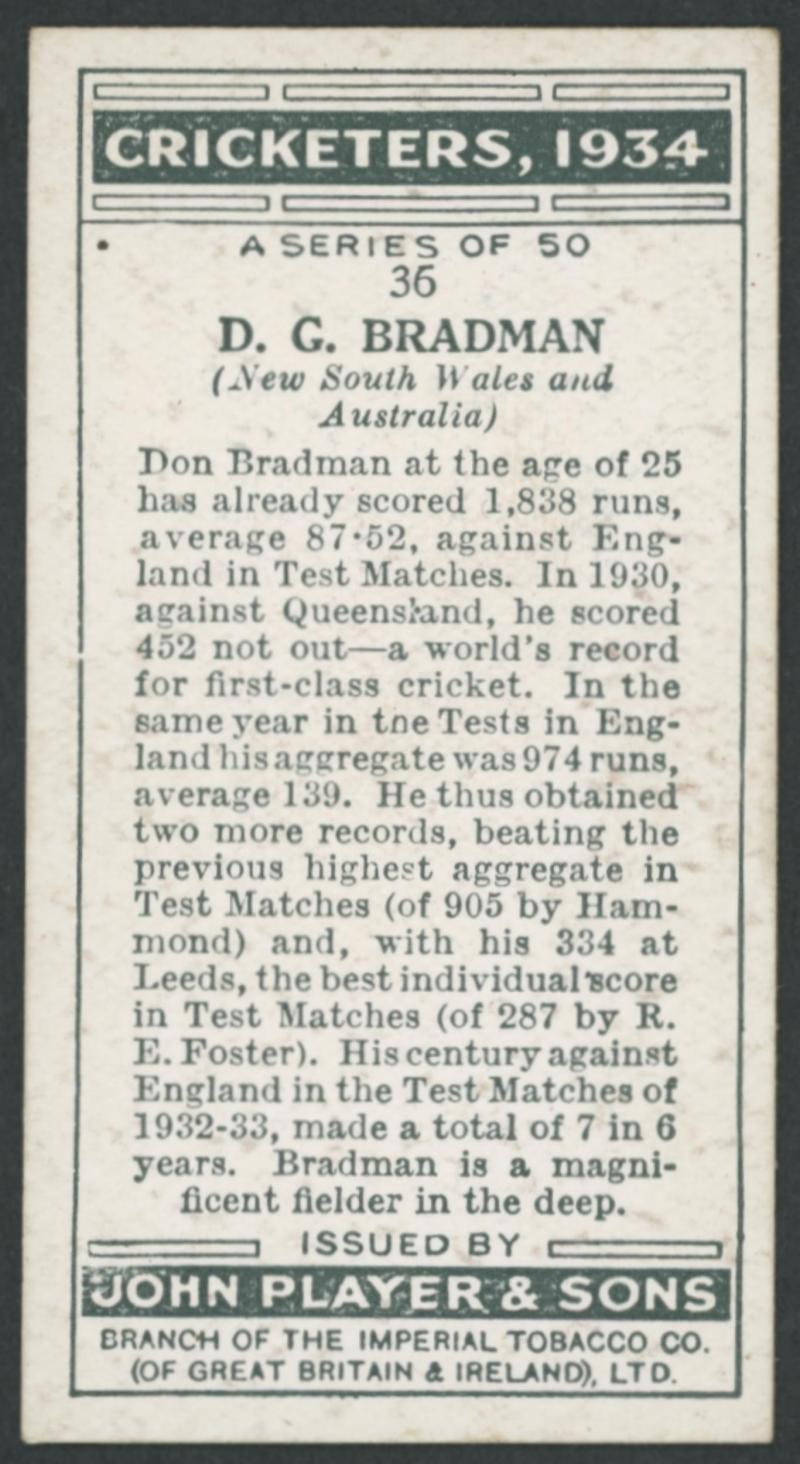 CRICKETERS, 1934
A SERIES OF 50
36
D. G. BRADMAN
(New South Wales and
Australia)
Don Bradman at the age of 25
has already scored 1,838 runs,
average 87·52, against Eng-
land in Test Matches. In 1930,
against Queensland, he scored
452 not out—a world's record
for first-class cricket. In the
same year in the Tests in Eng-
land his aggregate was 974 runs,
average 139. He thus obtained
two more records, beating the
previous highest aggregate in
Test Matches (of 905 by Ham-
mond) and, with his 334 at
Leeds, the best individual score
in Test Matches (of 287 by R.
E. Foster). His century against
England in the Test Matches of
1932-33, made a total of 7 in 6
years. Bradman is a magni-
ficent fielder in the deep.
ISSUED BY
JOHN PLAYER & SONS
BRANCH OF THE IMPERIAL TOBACCO CO.
(OF GREAT BRITAIN & IRELAND), LTD.